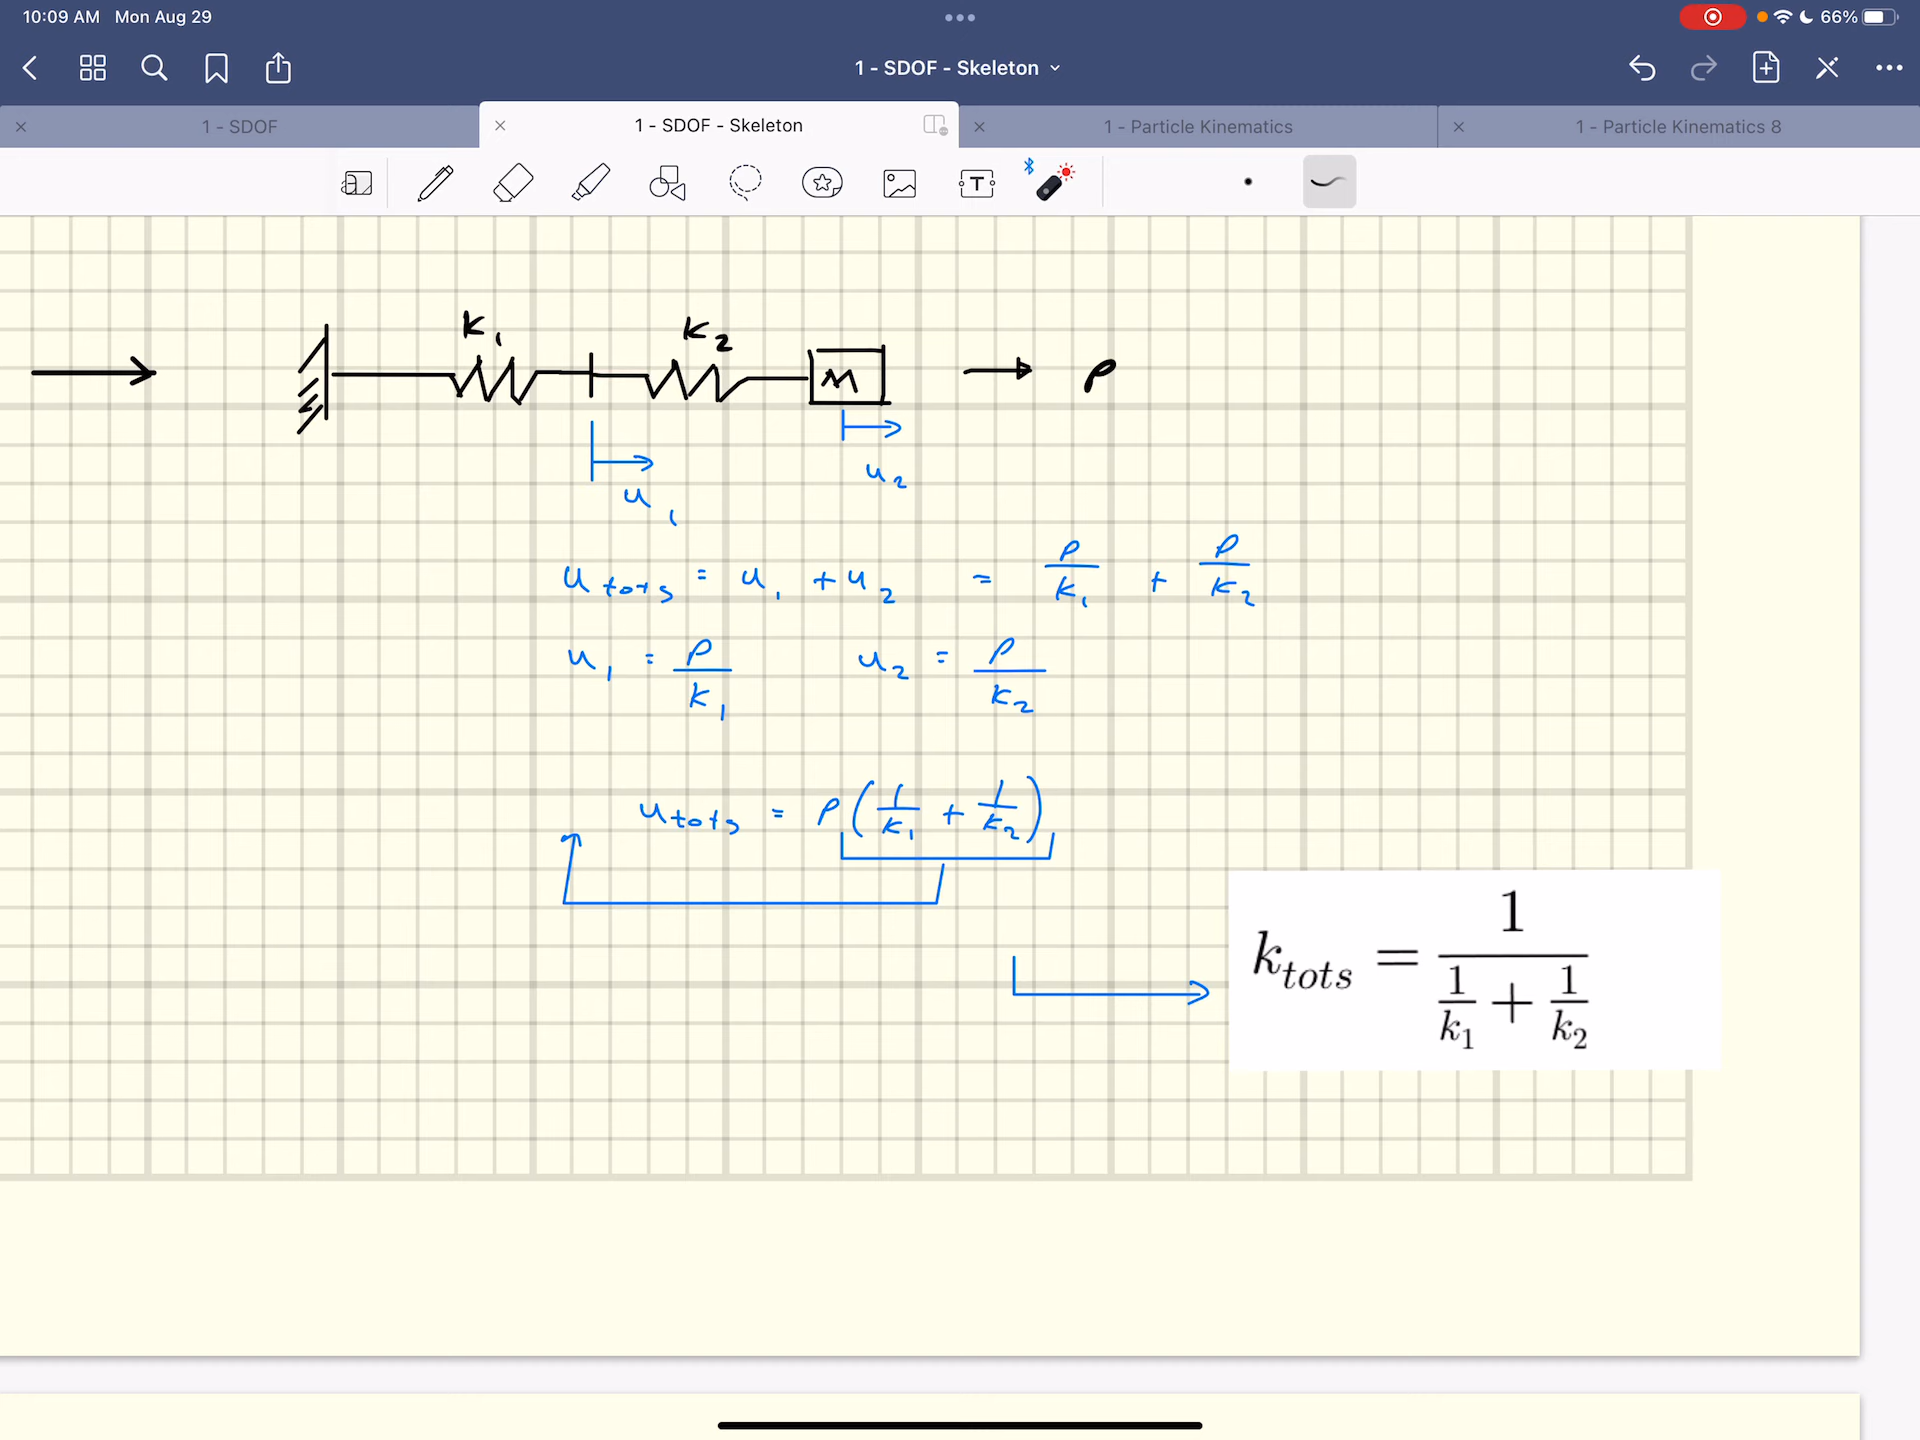 10:09 AM Mon Aug 29 66%
1 - SDOF - Skeleton
1 - SDOF
1 - SDOF - Skeleton
1 - Particle Kinematics
1 - Particle Kinematics 8
K1 K2
M → P
u1 u2
u tots = u1 + u2 = P/K1 + P/K2
u1 = P/K1 u2 = P/K2
u tots = P(1/K1 + 1/K2)
k_tots = 1/(1/k1 + 1/k2)